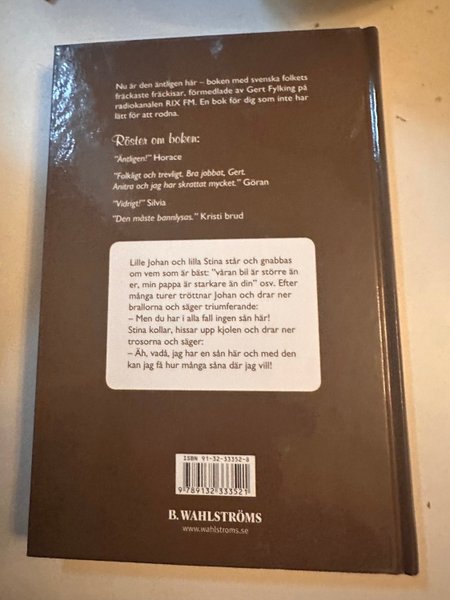 Nu är den äntligen här – boken med svenska folkets
fräckaste fräckisar, förmedlade av Gert Fylking på
radiokanalen RIX FM. En bok för dig som inte har
lätt för att rodna.
Röster om boken:
"Äntligen!" Horace
"Folkligt och trevligt. Bra jobbat, Gert.
Anitra och jag har skrattat mycket." Göran
"Vidrigt!" Silvia
"Den måste bannlysas." Kristi brud
Lille Johan och lilla Stina står och gnabbas
om vem som är bäst: "våran bil är större än
er, min pappa är starkare än din" osv. Efter
många turer tröttnar Johan och drar ner
brallorna och säger triumferande:
– Men du har i alla fall ingen sån här!
Stina kollar, hissar upp kjolen och drar ner
trosorna och säger:
– Äh, vadå, jag har en sån här och med den
kan jag få hur många såna där jag vill!
ISBN 91-32-33352-8
9 789132 333521
B. WAHLSTRÖMS
www.wahlstroms.se